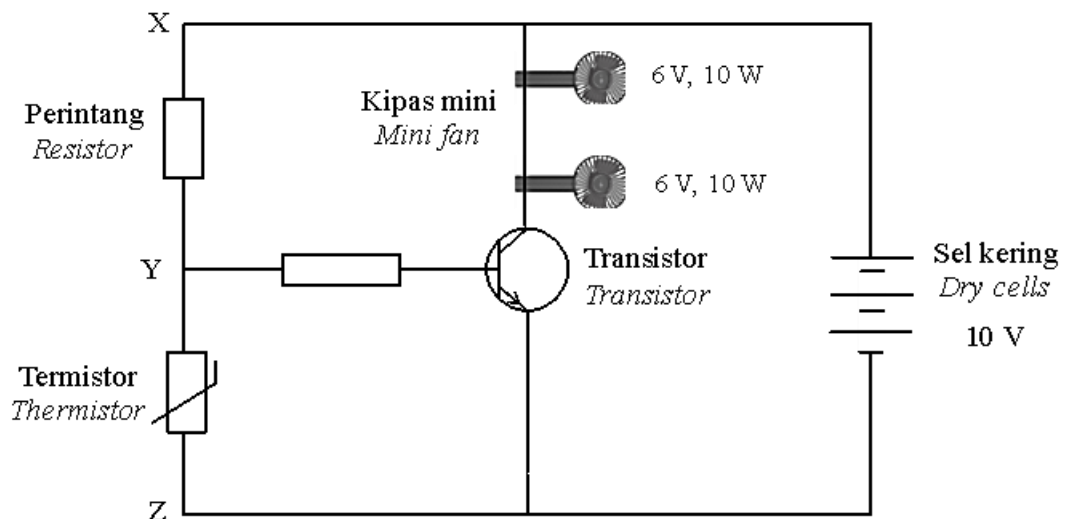 X
Perintang
Resistor
Kipas mini
Mini fan
6 V, 10 W
6 V, 10 W
Y
Transistor
Transistor
Sel kering
Dry cells
10 V
Termistor
Thermistor
Z